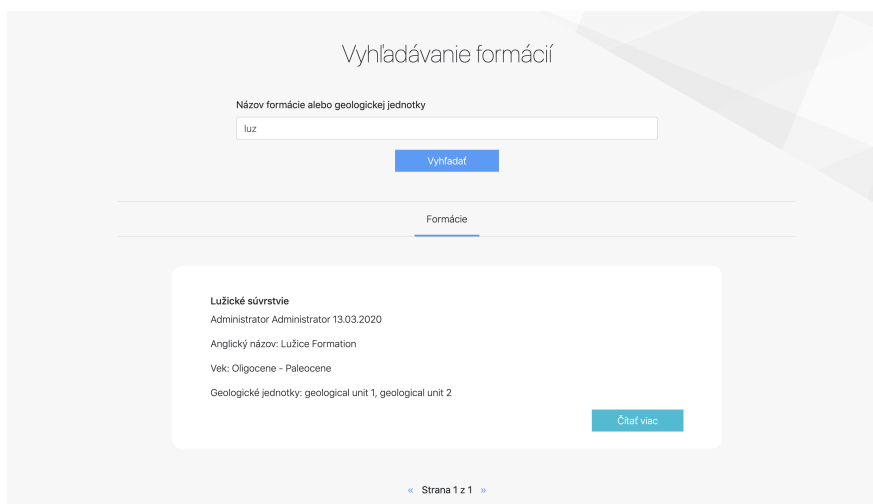 Vyhľadávanie formácií
Názov formácie alebo geologickej jednotky
luz
Vyhľadať
Formácie
Lužické súvrstvie
Administrator Administrator 13.03.2020
Anglický názov: Lužice Formation
Vek: Oligocene - Paleocene
Geologické jednotky: geological unit 1, geological unit 2
Čítať viac
« Strana 1 z 1 »